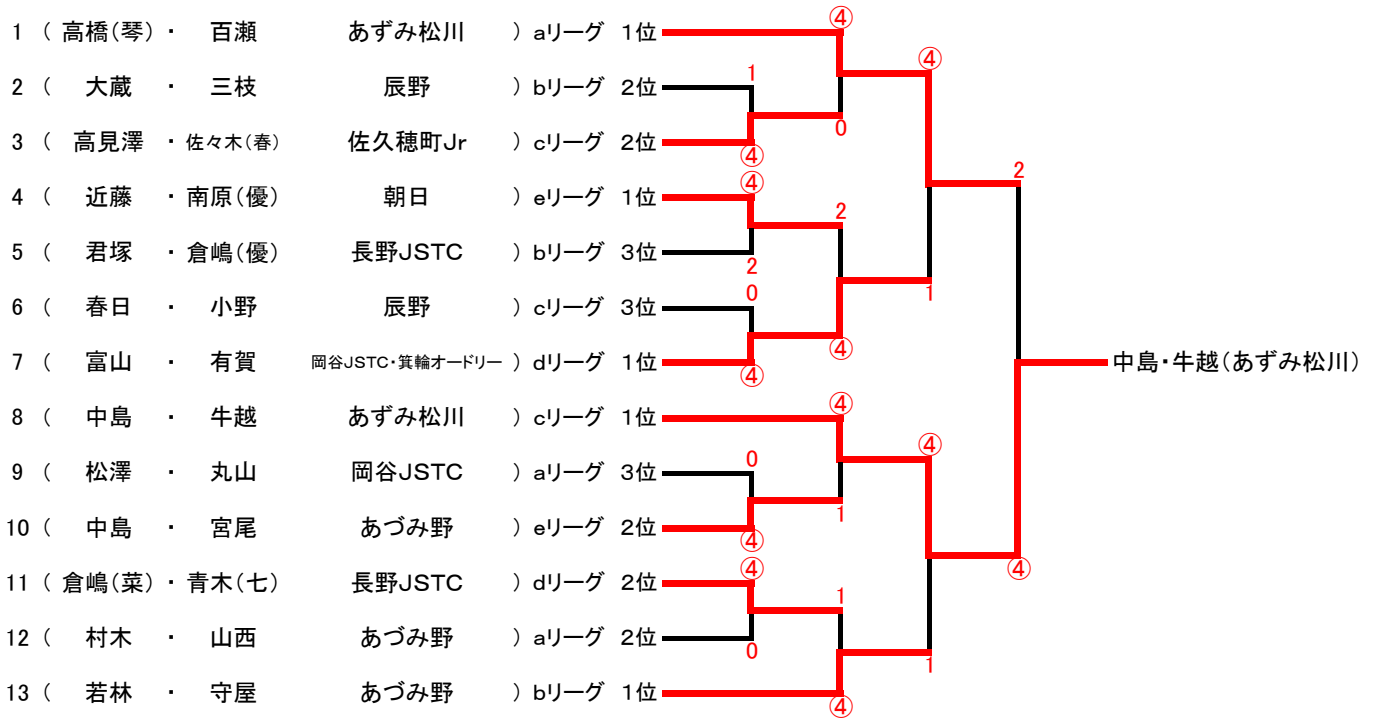 ④
1 ( 高橋(琴) ・ 百瀬 あずみ松川 ) aリーグ 1位
④
1
2 ( 大蔵 ・ 三枝 辰野 ) bリーグ 2位
0
3 ( 高見澤 ・ 佐々木(春) 佐久穂町Jr ) cリーグ 2位
④
2
④
4 ( 近藤 ・ 南原(優) 朝日 ) eリーグ 1位
2
5 ( 君塚 ・ 倉嶋(優) 長野JSTC ) bリーグ 3位
2
0
1
6 ( 春日 ・ 小野 辰野 ) cリーグ 3位
④
7 ( 富山 ・ 有賀 岡谷JSTC・箕輪オードリー ) dリーグ 1位
④
中島・牛越(あずみ松川)
④
8 ( 中島 ・ 牛越 あずみ松川 ) cリーグ 1位
④
0
9 ( 松澤 ・ 丸山 岡谷JSTC ) aリーグ 3位
1
10 ( 中島 ・ 宮尾 あづみ野 ) eリーグ 2位
④
④
④
11 ( 倉嶋(菜) ・ 青木(七) 長野JSTC ) dリーグ 2位
1
12 ( 村木 ・ 山西 あづみ野 ) aリーグ 2位
0
1
13 ( 若林 ・ 守屋 あづみ野 ) bリーグ 1位
④